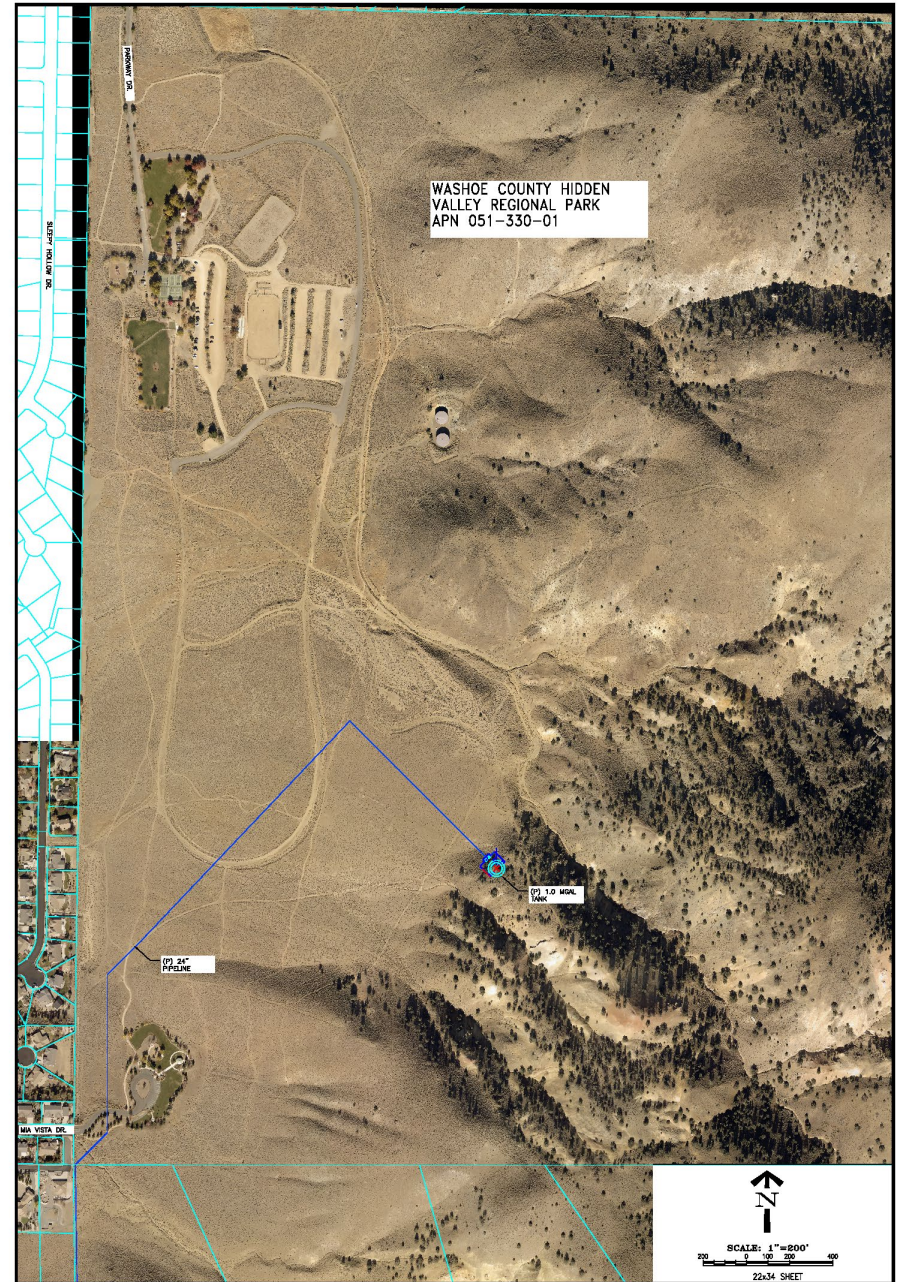 PARKWAY DR.
WASHOE COUNTY HIDDEN
VALLEY REGIONAL PARK
APN 051-330-01
SLEEPY HOLLOW DR.
(P) 1.0 MGAL
TANK
(P) 24"
PIPELINE
MIA VISTA DR.
N
SCALE: 1"=200'
200 0 100 200 400
22x34 SHEET